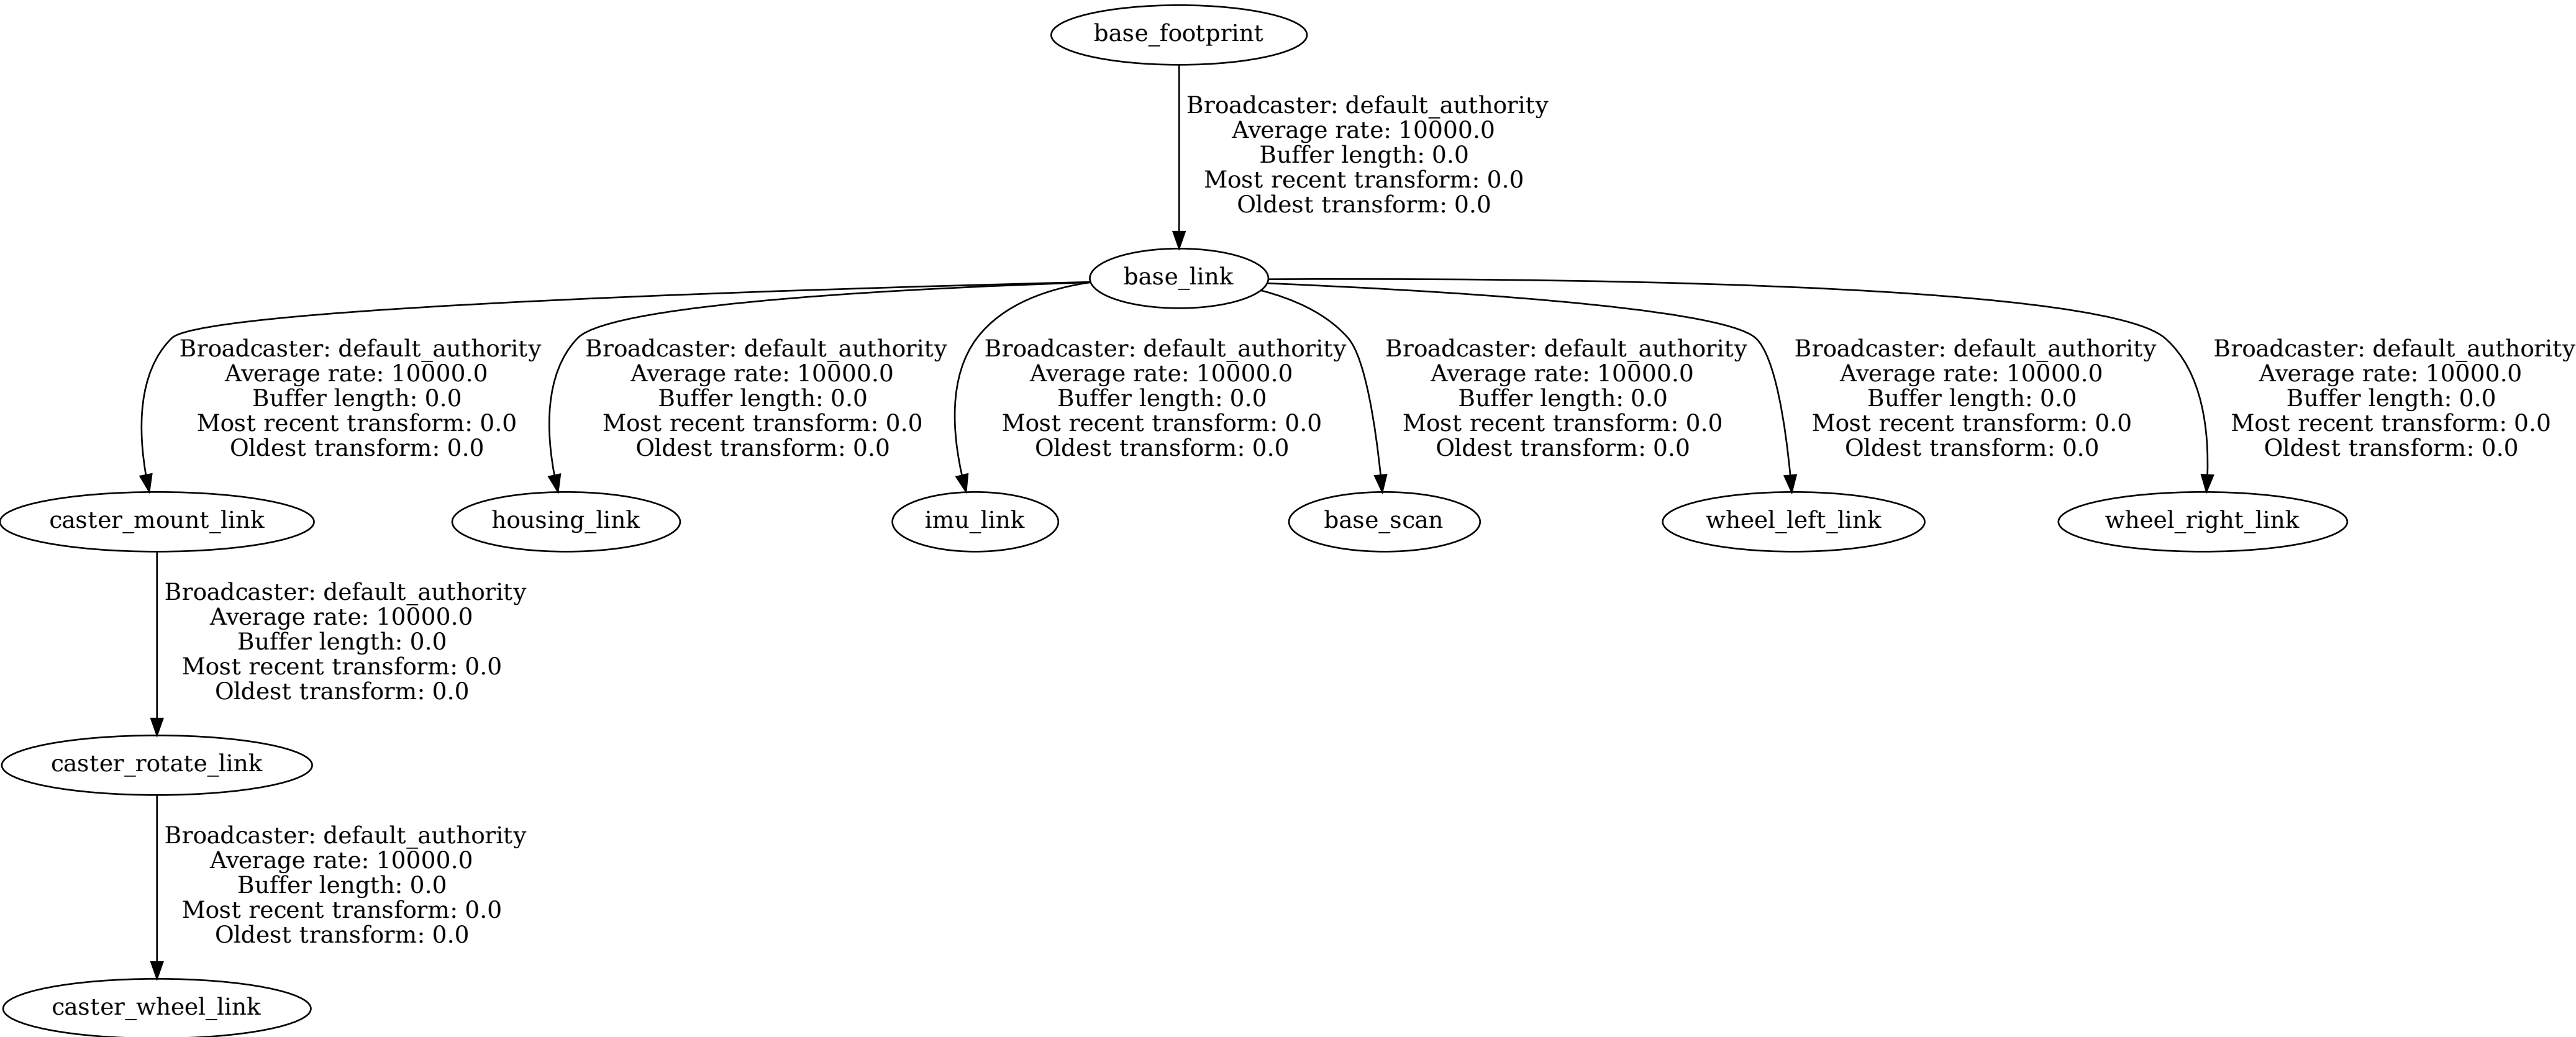 base_footprint
Broadcaster: default_authority
Average rate: 10000.0
Buffer length: 0.0
Most recent transform: 0.0
Oldest transform: 0.0
base_link
Broadcaster: default_authority
Average rate: 10000.0
Buffer length: 0.0
Most recent transform: 0.0
Oldest transform: 0.0
Broadcaster: default_authority
Average rate: 10000.0
Buffer length: 0.0
Most recent transform: 0.0
Oldest transform: 0.0
Broadcaster: default_authority
Average rate: 10000.0
Buffer length: 0.0
Most recent transform: 0.0
Oldest transform: 0.0
Broadcaster: default_authority
Average rate: 10000.0
Buffer length: 0.0
Most recent transform: 0.0
Oldest transform: 0.0
Broadcaster: default_authority
Average rate: 10000.0
Buffer length: 0.0
Most recent transform: 0.0
Oldest transform: 0.0
Broadcaster: default_authority
Average rate: 10000.0
Buffer length: 0.0
Most recent transform: 0.0
Oldest transform: 0.0
caster_mount_link
housing_link
imu_link
base_scan
wheel_left_link
wheel_right_link
Broadcaster: default_authority
Average rate: 10000.0
Buffer length: 0.0
Most recent transform: 0.0
Oldest transform: 0.0
caster_rotate_link
Broadcaster: default_authority
Average rate: 10000.0
Buffer length: 0.0
Most recent transform: 0.0
Oldest transform: 0.0
caster_wheel_link